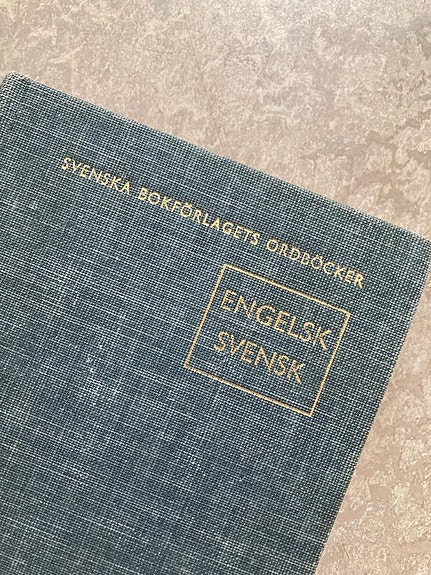 SVENSKA BOKFÖRLAGETS ORDBÖCKER
ENGELSK
SVENSK